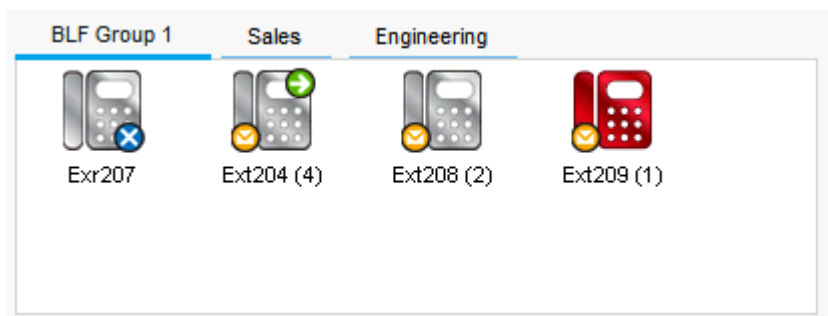 BLF Group 1 Sales Engineering
Exr207 Ext204 (4) Ext208 (2) Ext209 (1)